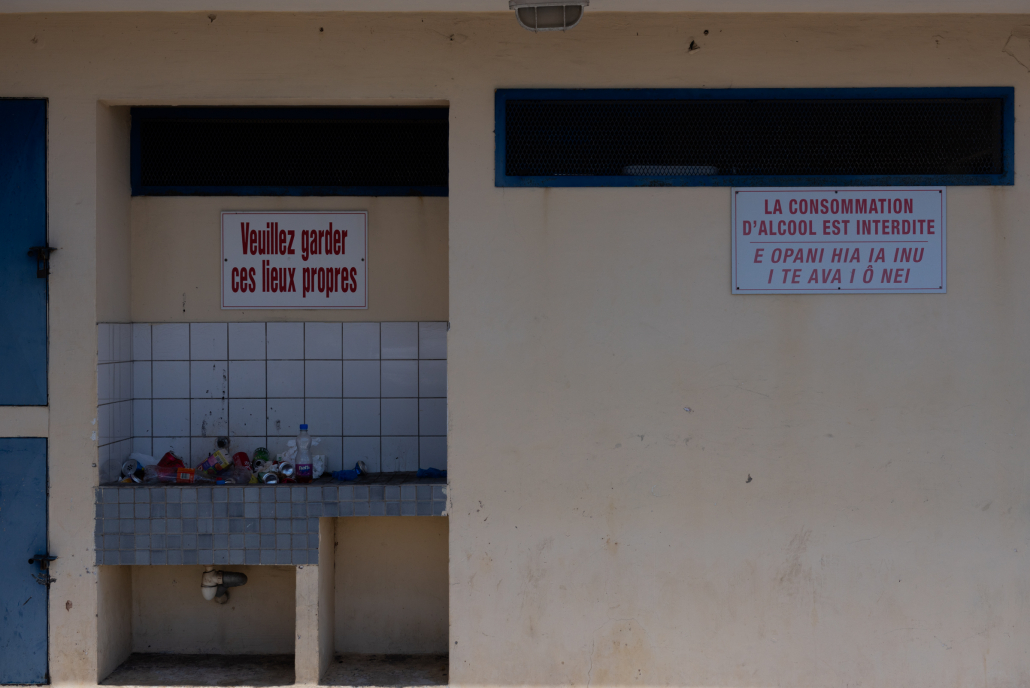 Veuillez garder
ces lieux propres
LA CONSOMMATION
D'ALCOOL EST INTERDITE
E OPANI HIA IA INU
I TE AVA I Ô NEI